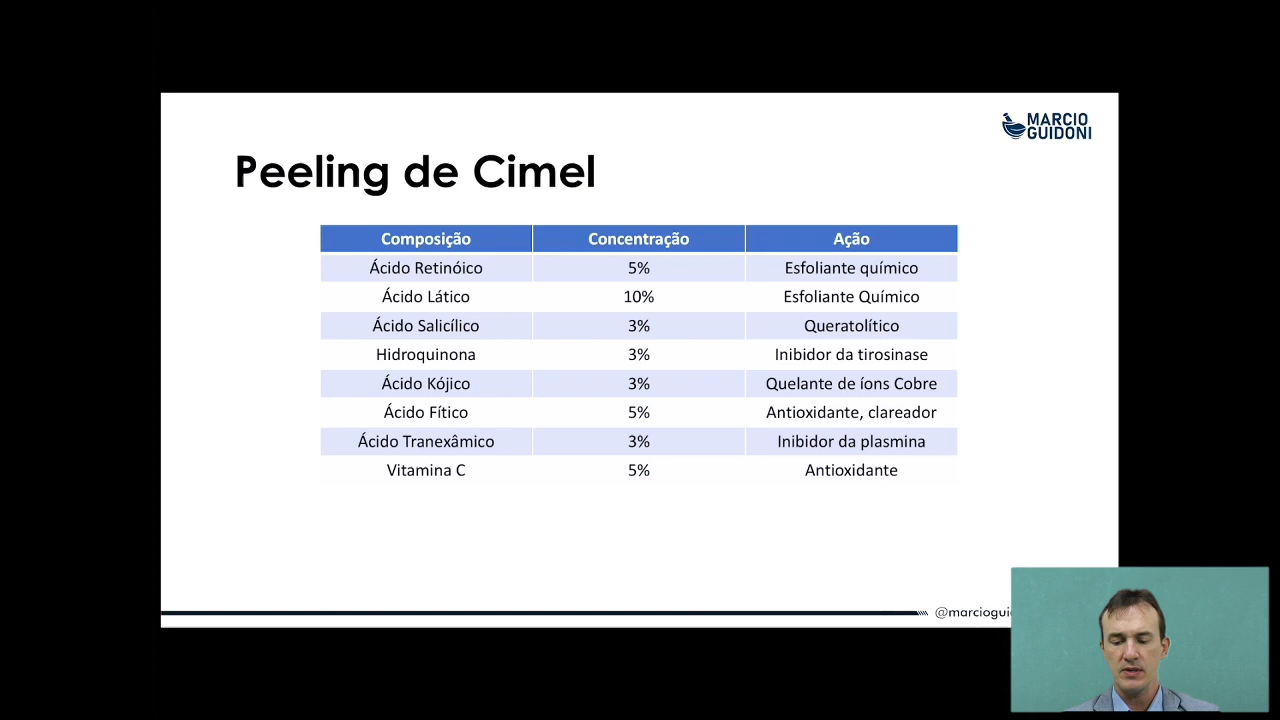 MARCIO
GUIDONI
Peeling de Cimel
Composição Concentração Ação
Ácido Retinóico 5% Esfoliante químico
Ácido Lático 10% Esfoliante Químico
Ácido Salicílico 3% Queratolítico
Hidroquinona 3% Inibidor da tirosinase
Ácido Kójico 3% Quelante de íons Cobre
Ácido Fítico 5% Antioxidante, clareador
Ácido Tranexâmico 3% Inibidor da plasmina
Vitamina C 5% Antioxidante